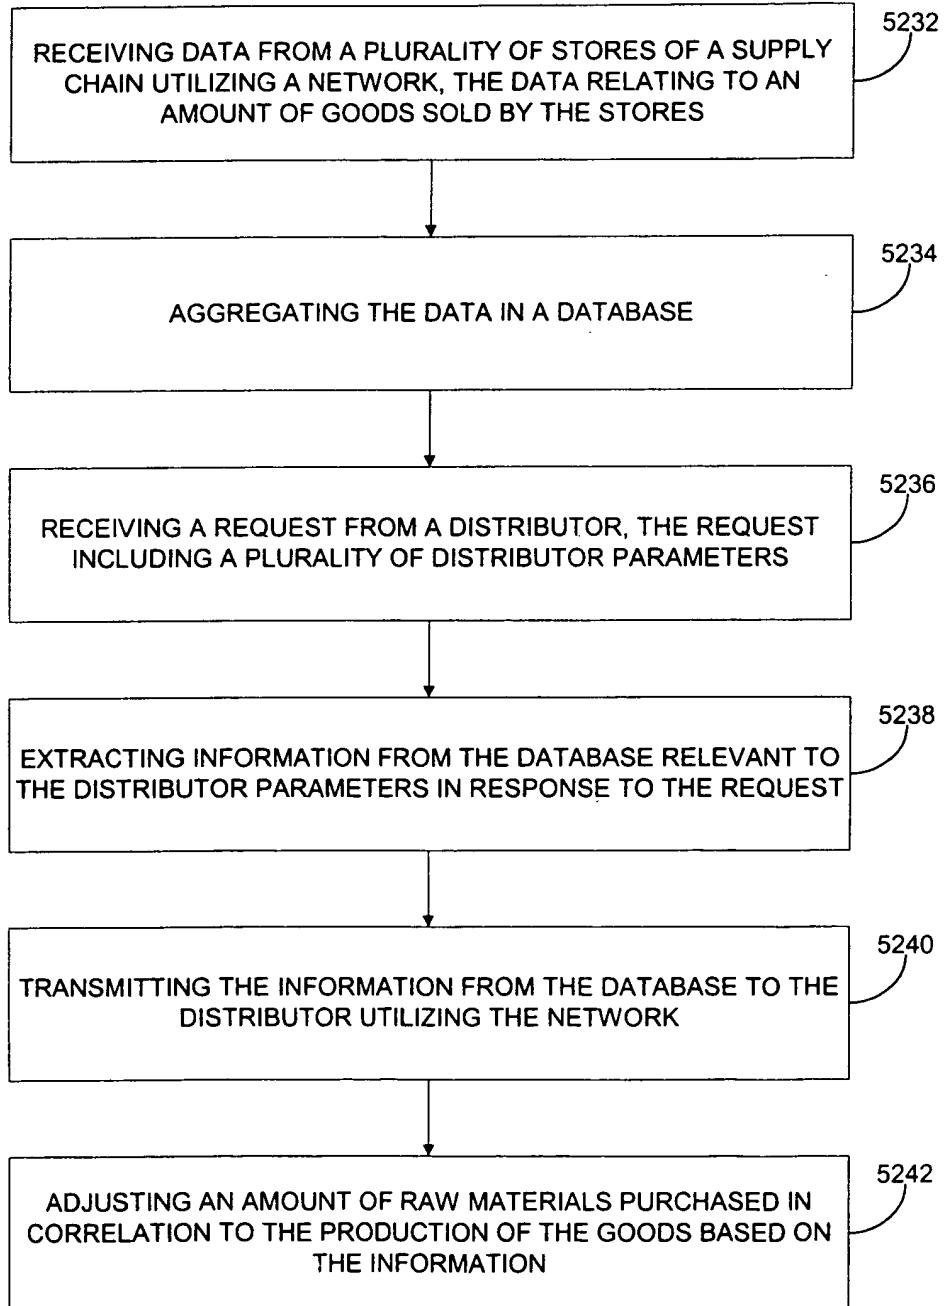 5232
RECEIVING DATA FROM A PLURALITY OF STORES OF A SUPPLY
CHAIN UTILIZING A NETWORK, THE DATA RELATING TO AN
AMOUNT OF GOODS SOLD BY THE STORES
5234
AGGREGATING THE DATA IN A DATABASE
5236
RECEIVING A REQUEST FROM A DISTRIBUTOR, THE REQUEST
INCLUDING A PLURALITY OF DISTRIBUTOR PARAMETERS
5238
EXTRACTING INFORMATION FROM THE DATABASE RELEVANT TO
THE DISTRIBUTOR PARAMETERS IN RESPONSE TO THE REQUEST
5240
TRANSMITTING THE INFORMATION FROM THE DATABASE TO THE
DISTRIBUTOR UTILIZING THE NETWORK
5242
ADJUSTING AN AMOUNT OF RAW MATERIALS PURCHASED IN
CORRELATION TO THE PRODUCTION OF THE GOODS BASED ON
THE INFORMATION